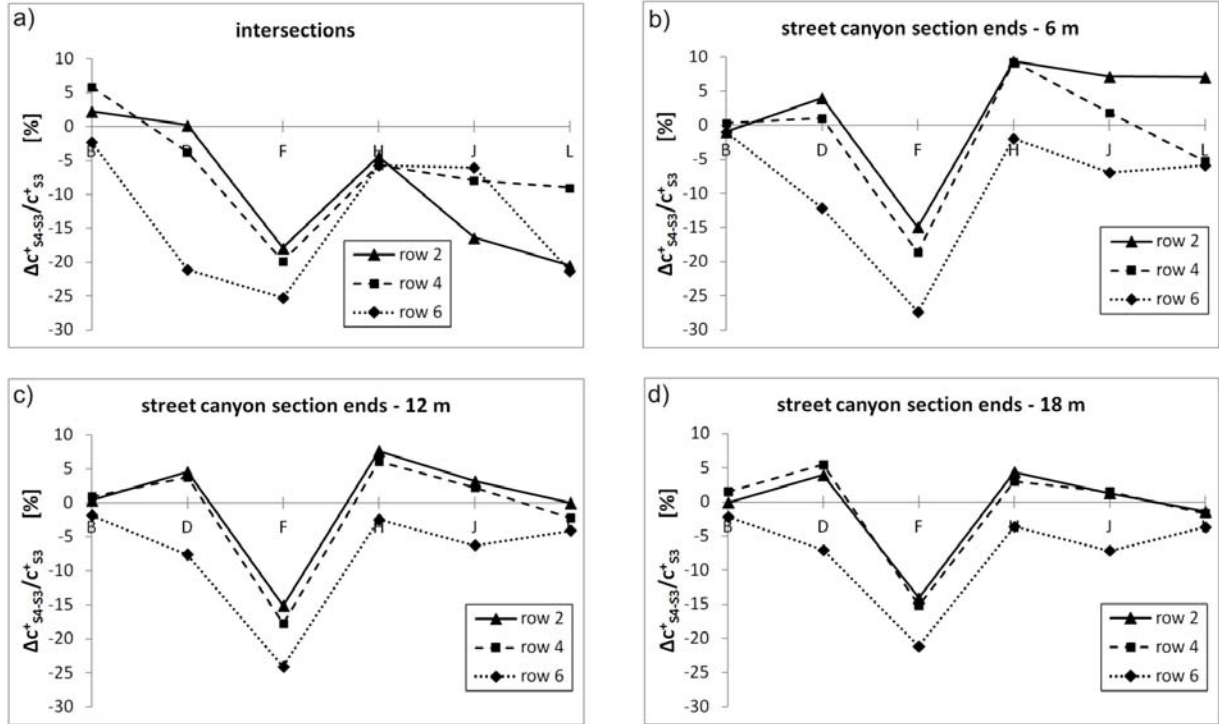 a)
intersections
10
5
0
-5
-10
-15
-20
-25
-30
[%]
Δc⁺S4-S3/c⁺S3
B D F H J L
row 2
row 4
row 6
b)
street canyon section ends - 6 m
10
5
0
-5
-10
-15
-20
-25
-30
[%]
Δc⁺S4-S3/c⁺S3
B D F H J L
row 2
row 4
row 6
c)
street canyon section ends - 12 m
10
5
0
-5
-10
-15
-20
-25
-30
[%]
Δc⁺S4-S3/c⁺S3
B D F H J L
row 2
row 4
row 6
d)
street canyon section ends - 18 m
10
5
0
-5
-10
-15
-20
-25
-30
[%]
Δc⁺S4-S3/c⁺S3
B D F H J L
row 2
row 4
row 6